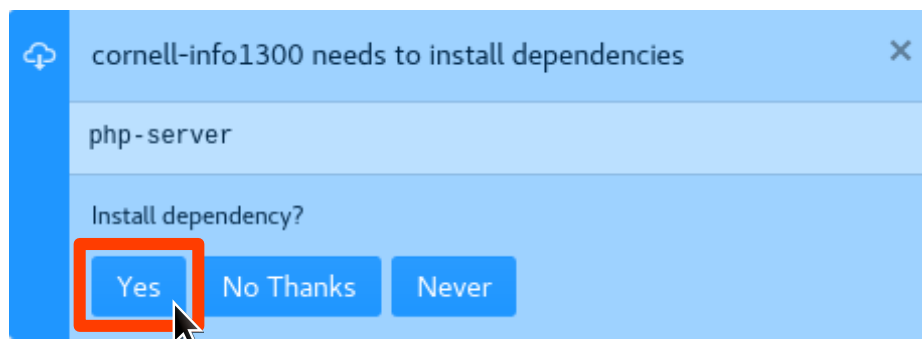 cornell-info1300 needs to install dependencies
php-server
Install dependency?
Yes No Thanks Never